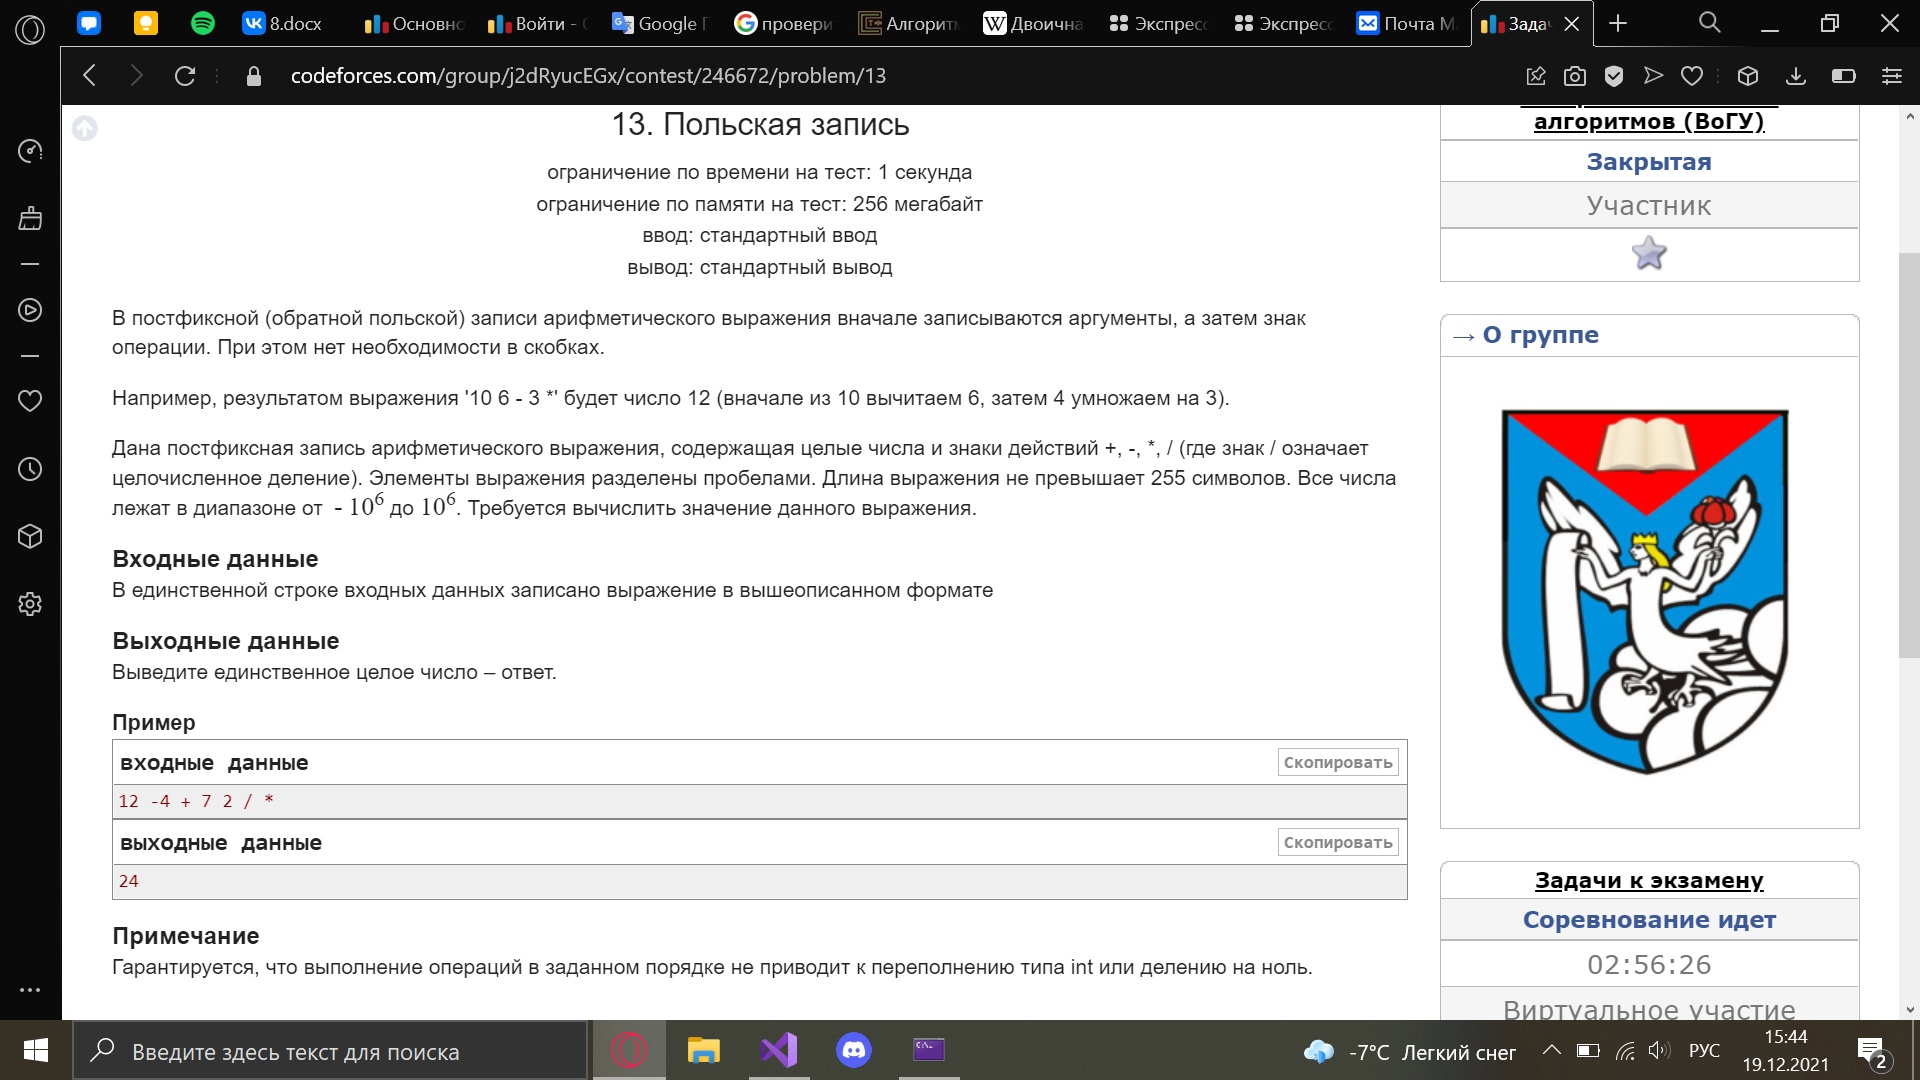 8.docx
Основно
Войти - С
Google П
провери
Алгоритм
Двоична
Экспресс
Экспресс
Почта М
Задач
codeforces.com/group/j2dRyucEGx/contest/246672/problem/13
13. Польская запись
ограничение по времени на тест: 1 секунда
ограничение по памяти на тест: 256 мегабайт
ввод: стандартный ввод
вывод: стандартный вывод
В постфиксной (обратной польской) записи арифметического выражения вначале записываются аргументы, а затем знак
операции. При этом нет необходимости в скобках.
Например, результатом выражения '10 6 - 3 *' будет число 12 (вначале из 10 вычитаем 6, затем 4 умножаем на 3).
Дана постфиксная запись арифметического выражения, содержащая целые числа и знаки действий +, -, *, / (где знак / означает
целочисленное деление). Элементы выражения разделены пробелами. Длина выражения не превышает 255 символов. Все числа
лежат в диапазоне от - 10⁶ до 10⁶. Требуется вычислить значение данного выражения.
Входные данные
В единственной строке входных данных записано выражение в вышеописанном формате
Выходные данные
Выведите единственное целое число – ответ.
Пример
входные данные
Скопировать
12 -4 + 7 2 / *
выходные данные
Скопировать
24
Примечание
Гарантируется, что выполнение операций в заданном порядке не приводит к переполнению типа int или делению на ноль.
алгоритмов (ВоГУ)
Закрытая
Участник
→ О группе
Задачи к экзамену
Соревнование идет
02:56:26
Виртуальное участие
Введите здесь текст для поиска
-7°C Легкий снег
РУС
15:44
19.12.2021
2